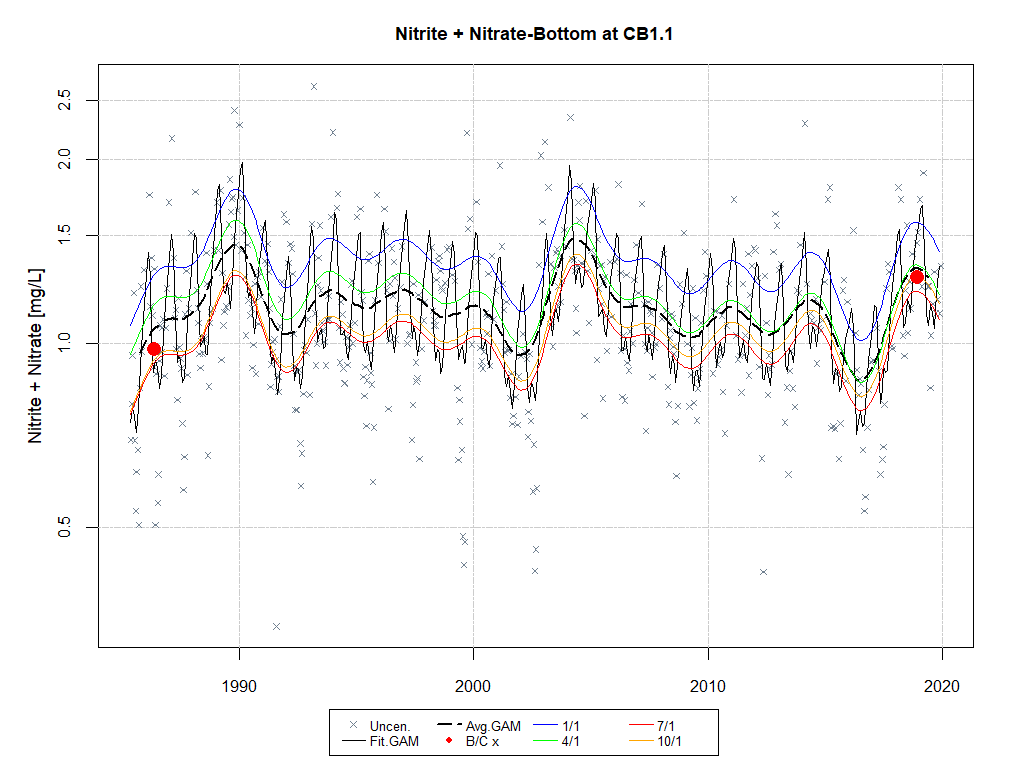 Nitrite + Nitrate-Bottom at CB1.1
Nitrite + Nitrate [mg/L]
2.5
2.0
1.5
1.0
0.5
1990 2000 2010 2020
Uncen. Avg.GAM 1/1 7/1
Fit.GAM B/C x 4/1 10/1